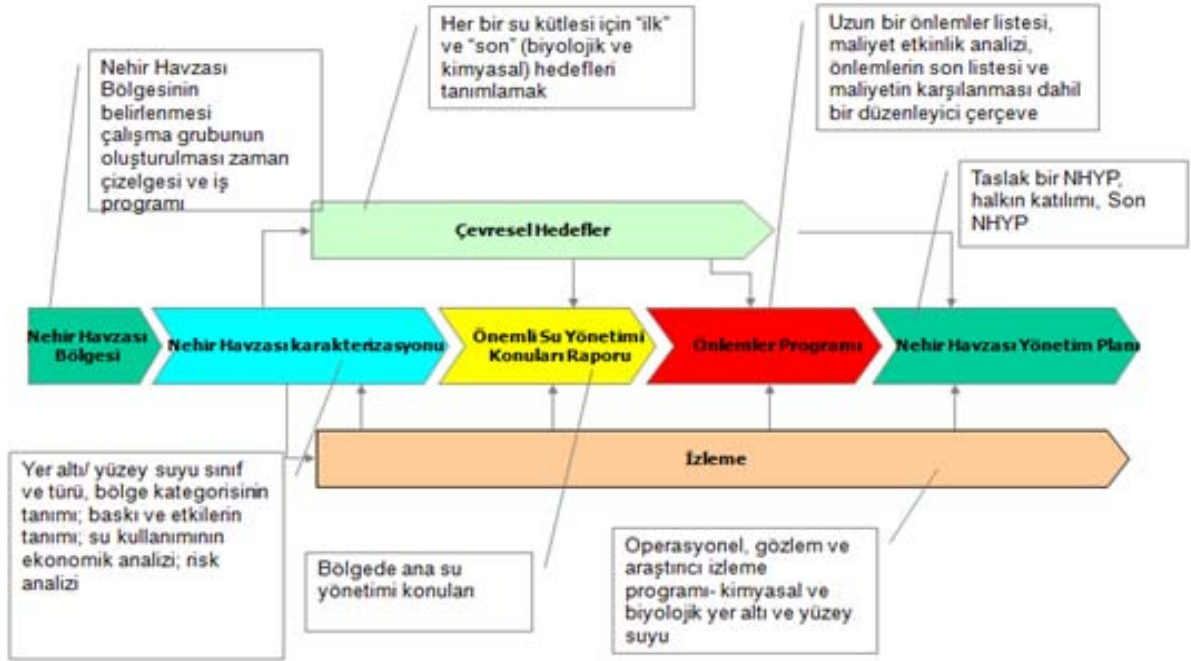 Nehir Havzası
Bölgesinin
belirlenmesi
çalışma grubunun
oluşturulması zaman
çizelgesi ve iş
programı
Her bir su kütlesi için “ilk”
ve “son” (biyolojik ve
kimyasal) hedefleri
tanımlamak
Uzun bir önlemler listesi,
maliyet etkinlik analizi,
önlemlerin son listesi ve
maliyetin karşılanması dahil
bir düzenleyici çerçeve
Taslak bir NHYP,
halkın katılımı, Son
NHYP
Çevresel Hedefler
Nehir Havzası
Bölgesi
Nehir Havzası karakterizasyonu
Önemli Su Yönetimi
Konuları Raporu
Önlemler Programı
Nehir Havzası Yönetim Planı
İzleme
Yer altı/ yüzey suyu sınıf
ve türü, bölge kategorisinin
tanımı; baskı ve etkilerin
tanımı; su kullanımının
ekonomik analizi; risk
analizi
Bölgede ana su
yönetimi konuları
Operasyonel, gözlem ve
araştırıcı izleme
programı- kimyasal ve
biyolojik yer altı ve yüzey
suyu